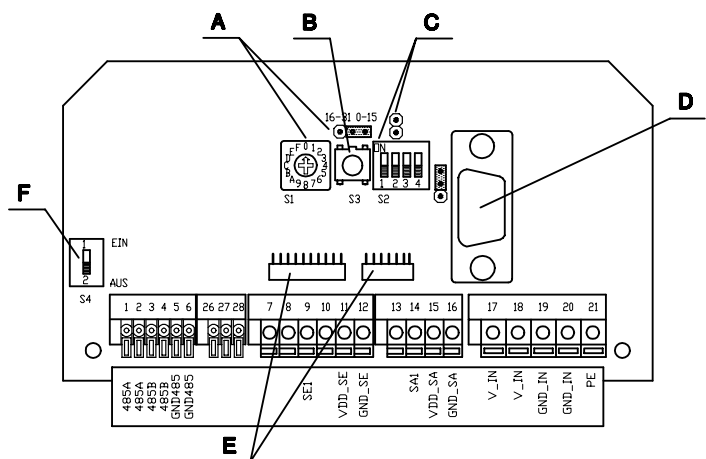 A B C D
16-31 0-15
F 0 1 2 3 4 5 6 7 8 9 A B C D E
ON
1 2 3 4
S1 S3 S2
F
1 EIN
2 AUS
S4
1 2 3 4 5 6 26 27 28 7 8 9 10 11 12 13 14 15 16 17 18 19 20 21
485A 485A 485B 485B GND485 GND485 SE1 VDD_SE GND_SE SA1 VDD_SA GND_SA V_IN V_IN GND_IN GND_IN PE
E